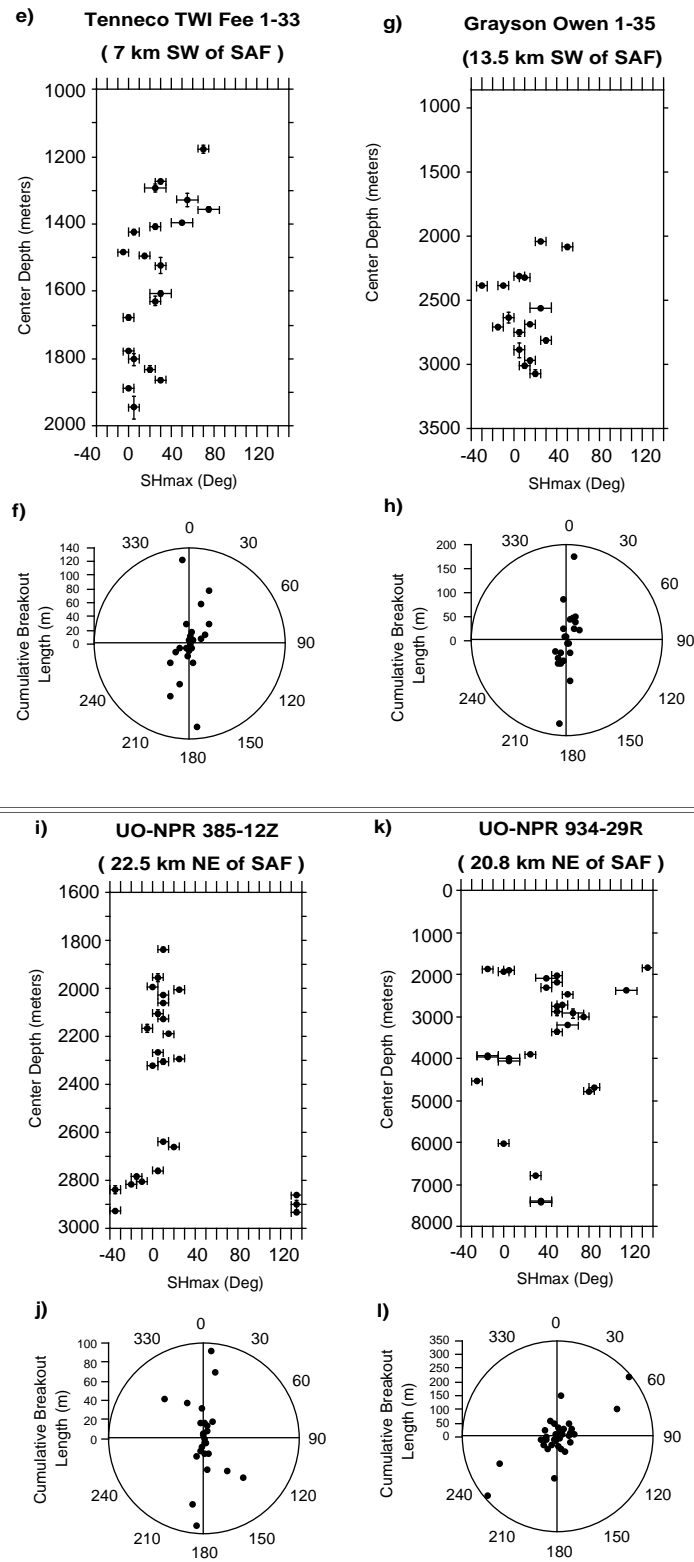 e)
Tenneco TWI Fee 1-33
( 7 km SW of SAF )
1000
1200
1400
1600
1800
2000
Center Depth (meters)
-40 0 40 80 120
SHmax (Deg)
g)
Grayson Owen 1-35
(13.5 km SW of SAF)
1000
1500
2000
2500
3000
3500
Center Depth (meters)
-40 0 40 80 120
SHmax (Deg)
f)
Cumulative Breakout
Length (m)
140
120
100
80
60
40
20
0
0
30
60
90
120
150
180
210
240
330
h)
Cumulative Breakout
Length (m)
200
150
100
50
0
0
30
60
90
120
150
180
210
240
330
i)
UO-NPR 385-12Z
( 22.5 km NE of SAF )
1600
1800
2000
2200
2400
2600
2800
3000
Center Depth (meters)
-40 0 40 80 120
SHmax (Deg)
k)
UO-NPR 934-29R
( 20.8 km NE of SAF )
0
1000
2000
3000
4000
5000
6000
7000
8000
Center Depth (meters)
-40 0 40 80 120
SHmax (Deg)
j)
Cumulative Breakout
Length (m)
100
80
60
40
20
0
0
30
60
90
120
150
180
210
240
330
l)
Cumulative Breakout
Length (m)
350
300
250
200
150
100
50
0
0
30
60
90
120
150
180
210
240
330